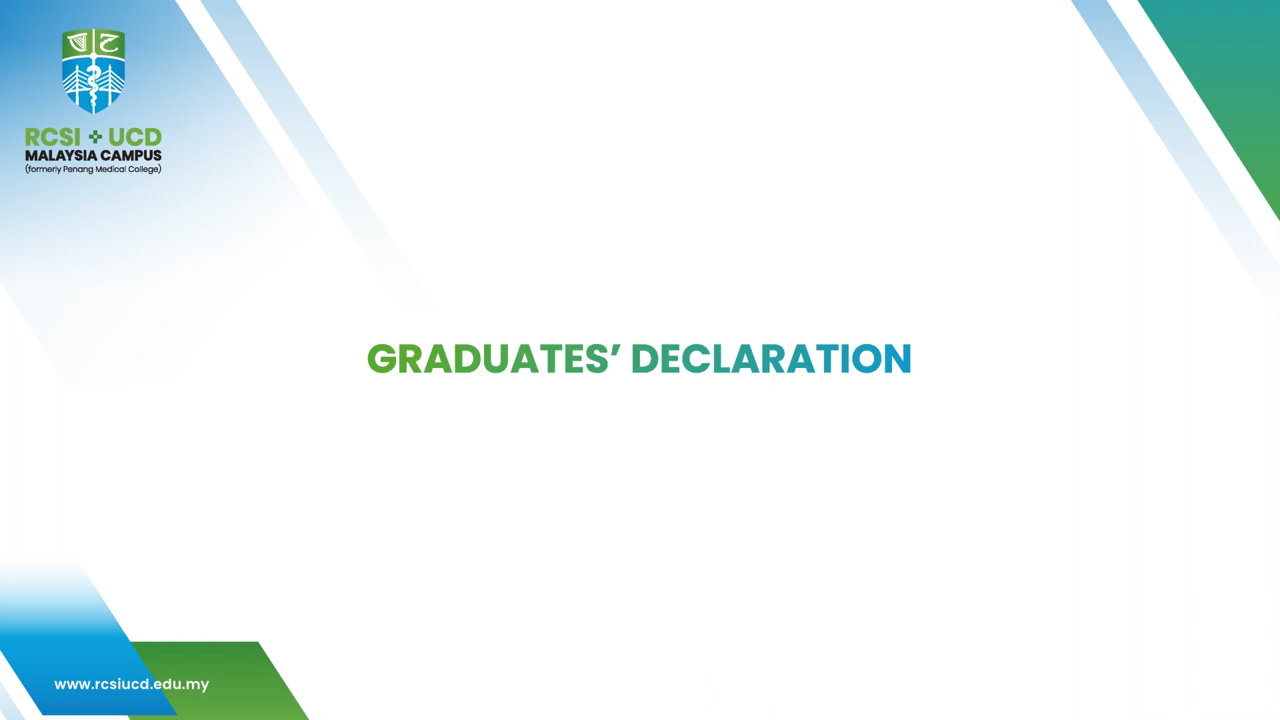 RCSI UCD
MALAYSIA CAMPUS
(formerly Penang Medical College)
GRADUATES’ DECLARATION
www.rcsiucd.edu.my